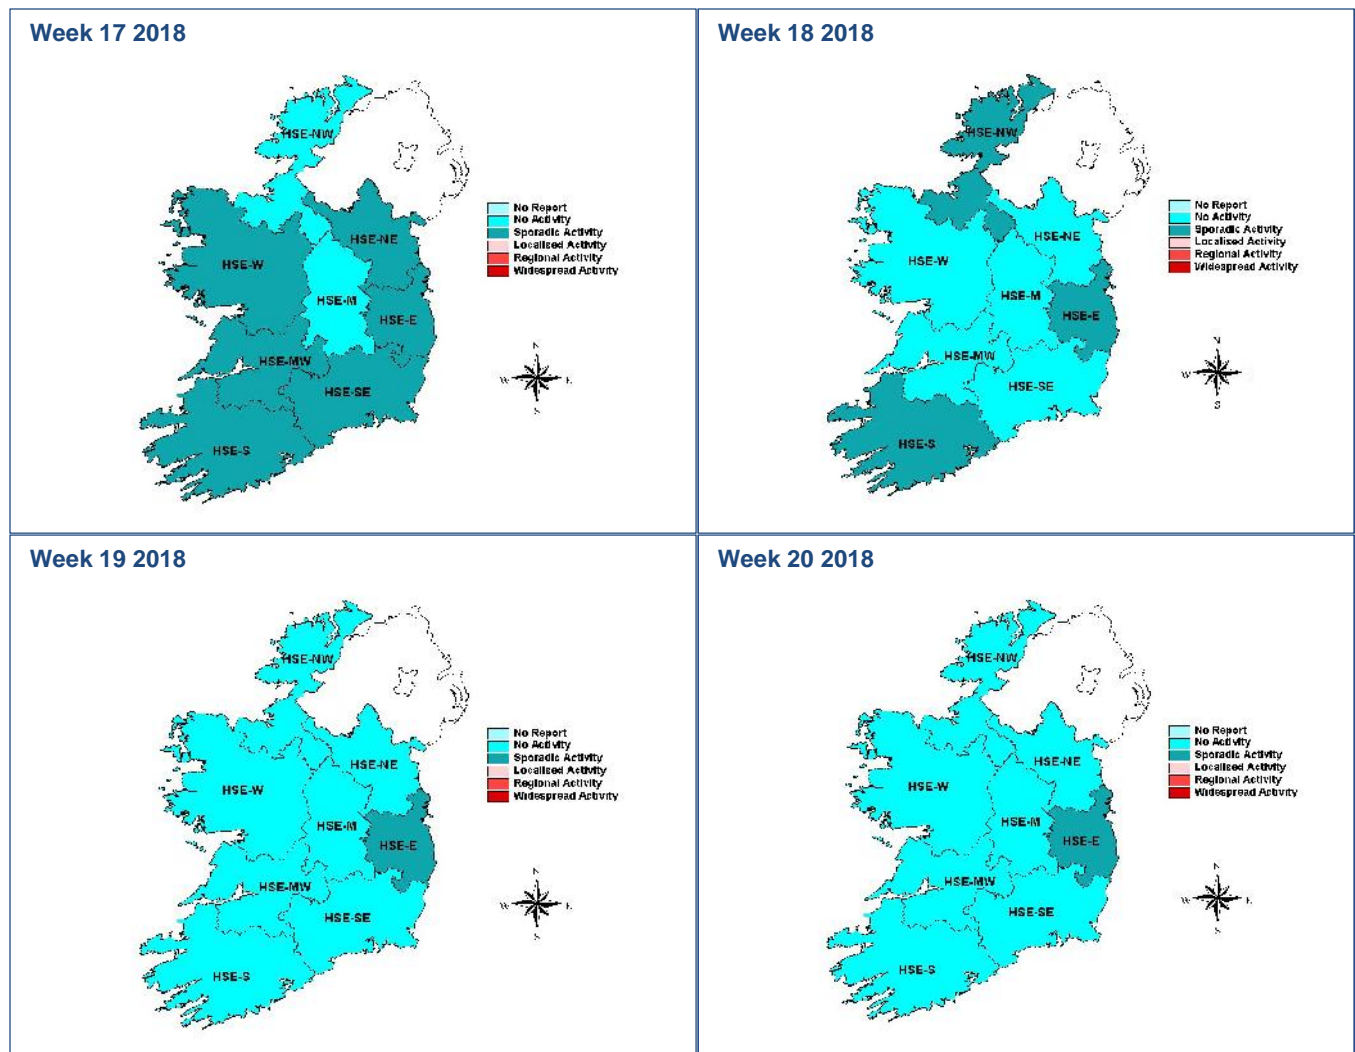 Week 17 2018
HSE-NW
HSE-NE
HSE-W
HSE-M
HSE-E
HSE-MW
HSE-SE
HSE-S
No Report
No Activity
Sporadic Activity
Localised Activity
Regional Activity
Widespread Activity
N
W E
S
Week 18 2018
HSE-NW
HSE-NE
HSE-W
HSE-M
HSE-E
HSE-MW
HSE-SE
HSE-S
No Report
No Activity
Sporadic Activity
Localised Activity
Regional Activity
Widespread Activity
N
W E
S
Week 19 2018
HSE-NW
HSE-NE
HSE-W
HSE-M
HSE-E
HSE-MW
HSE-SE
HSE-S
No Report
No Activity
Sporadic Activity
Localised Activity
Regional Activity
Widespread Activity
N
W E
S
Week 20 2018
HSE-NW
HSE-NE
HSE-W
HSE-M
HSE-E
HSE-MW
HSE-SE
HSE-S
No Report
No Activity
Sporadic Activity
Localised Activity
Regional Activity
Widespread Activity
N
W E
S